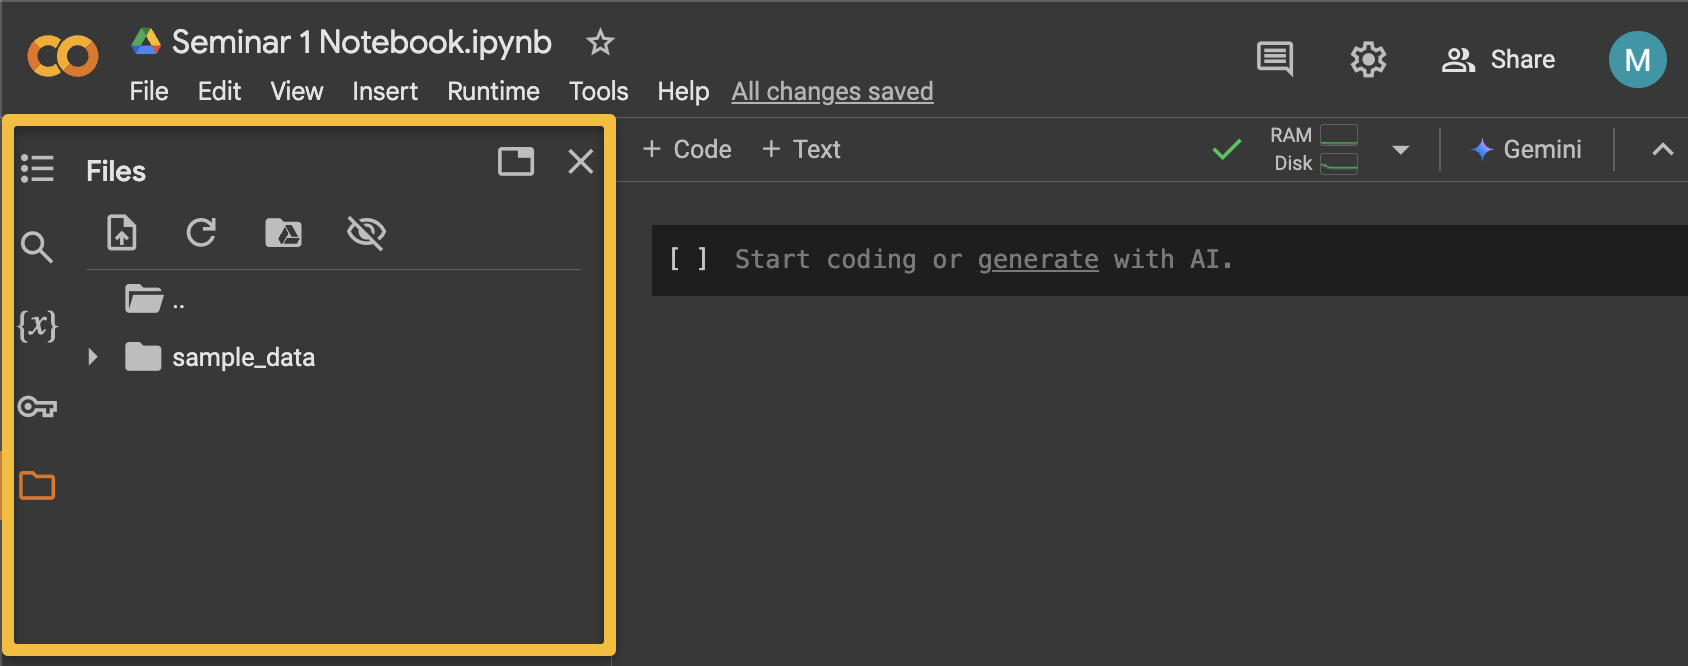 Seminar 1 Notebook.ipynb
File Edit View Insert Runtime Tools Help All changes saved
Share
M
Files
..
sample_data
{x}
+ Code + Text
RAM
Disk
Gemini
[ ] Start coding or generate with AI.